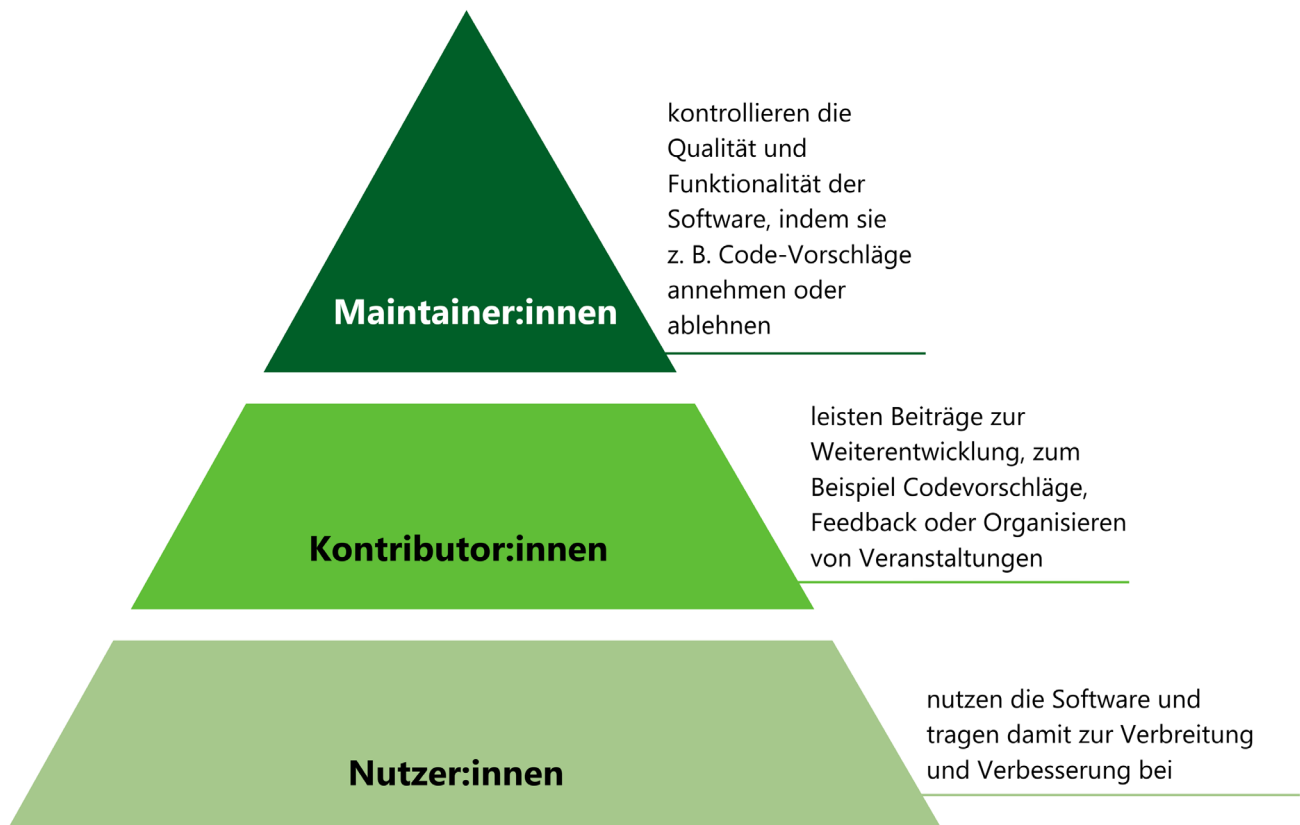 kontrollieren die
Qualität und
Funktionalität der
Software, indem sie
z. B. Code-Vorschläge
annehmen oder
ablehnen
Maintainer:innen
leisten Beiträge zur
Weiterentwicklung, zum
Beispiel Codevorschläge,
Feedback oder Organisieren
von Veranstaltungen
Kontributor:innen
nutzen die Software und
tragen damit zur Verbreitung
und Verbesserung bei
Nutzer:innen